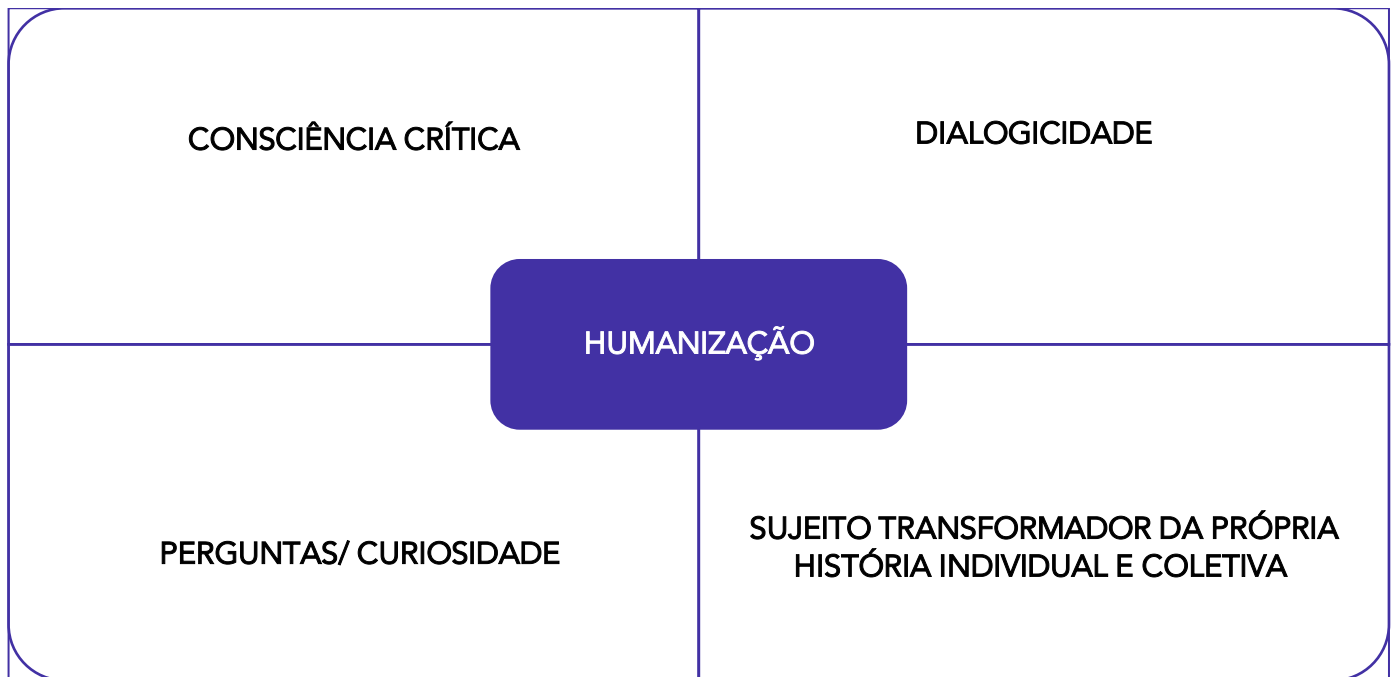 CONSCIÊNCIA CRÍTICA
DIALOGICIDADE
HUMANIZAÇÃO
PERGUNTAS/ CURIOSIDADE
SUJEITO TRANSFORMADOR DA PRÓPRIA
HISTÓRIA INDIVIDUAL E COLETIVA